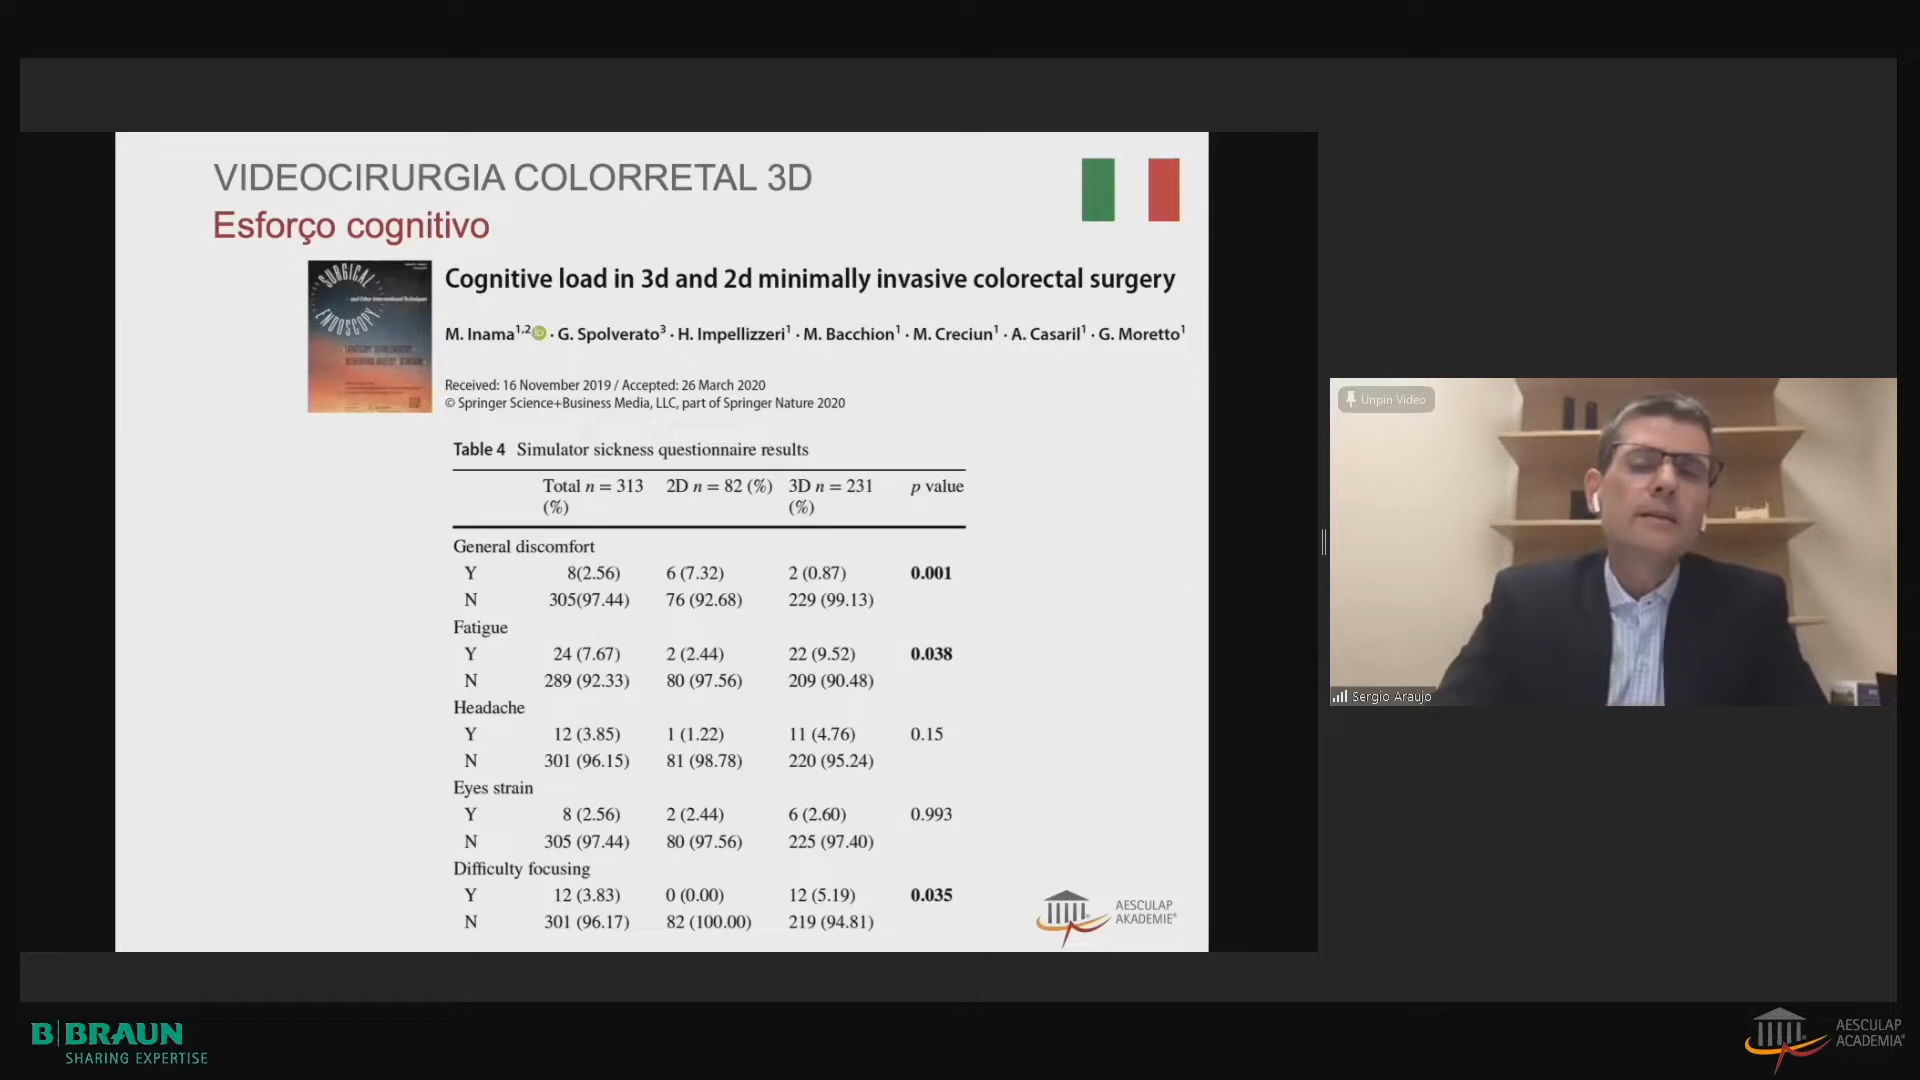 VIDEOCIRURGIA COLORRETAL 3D
Esforço cognitivo
SURGICAL
and Other Interventional Techniques
ENDOSCOPY
Cognitive load in 3d and 2d minimally invasive colorectal surgery
M. Inama1,2 · G. Spolverato3 · H. Impellizzeri1 · M. Bacchion1 · M. Creciun1 · A. Casaril1 · G. Moretto1
Received: 16 November 2019 / Accepted: 26 March 2020
© Springer Science+Business Media, LLC, part of Springer Nature 2020
Table 4 Simulator sickness questionnaire results
Total n = 313 (%) 2D n = 82 (%) 3D n = 231 (%) p value
General discomfort
Y 8(2.56) 6 (7.32) 2 (0.87) 0.001
N 305(97.44) 76 (92.68) 229 (99.13)
Fatigue
Y 24 (7.67) 2 (2.44) 22 (9.52) 0.038
N 289 (92.33) 80 (97.56) 209 (90.48)
Headache
Y 12 (3.85) 1 (1.22) 11 (4.76) 0.15
N 301 (96.15) 81 (98.78) 220 (95.24)
Eyes strain
Y 8 (2.56) 2 (2.44) 6 (2.60) 0.993
N 305 (97.44) 80 (97.56) 225 (97.40)
Difficulty focusing
Y 12 (3.83) 0 (0.00) 12 (5.19) 0.035
N 301 (96.17) 82 (100.00) 219 (94.81)
AESCULAP
AKADEMIE®
Unpin Video
Sergio Araujo
B|BRAUN
SHARING EXPERTISE
AESCULAP
ACADEMIA®